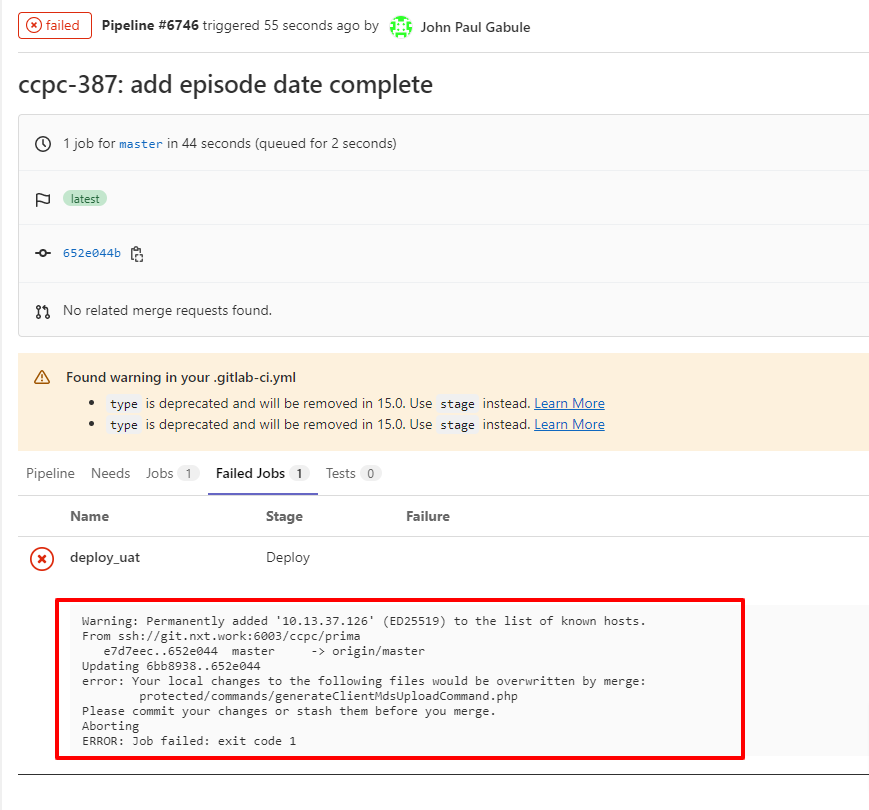 failed Pipeline #6746 triggered 55 seconds ago by John Paul Gabule
ccpc-387: add episode date complete
1 job for master in 44 seconds (queued for 2 seconds)
latest
652e044b
No related merge requests found.
Found warning in your .gitlab-ci.yml
type is deprecated and will be removed in 15.0. Use stage instead. Learn More
type is deprecated and will be removed in 15.0. Use stage instead. Learn More
Pipeline Needs Jobs 1 Failed Jobs 1 Tests 0
Name Stage Failure
deploy_uat Deploy
Warning: Permanently added '10.13.37.126' (ED25519) to the list of known hosts.
From ssh://git.nxt.work:6003/ccpc/prima
e7d7eec..652e044 master -> origin/master
Updating 6bb8938..652e044
error: Your local changes to the following files would be overwritten by merge:
protected/commands/generateClientMdsUploadCommand.php
Please commit your changes or stash them before you merge.
Aborting
ERROR: Job failed: exit code 1